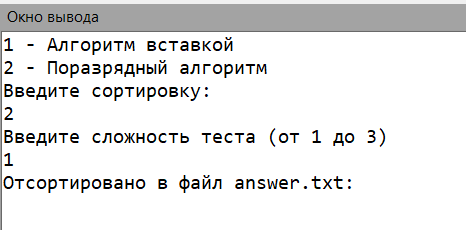 Окно вывода
1 - Алгоритм вставкой
2 - Поразрядный алгоритм
Введите сортировку:
2
Введите сложность теста (от 1 до 3)
1
Отсортировано в файл answer.txt: